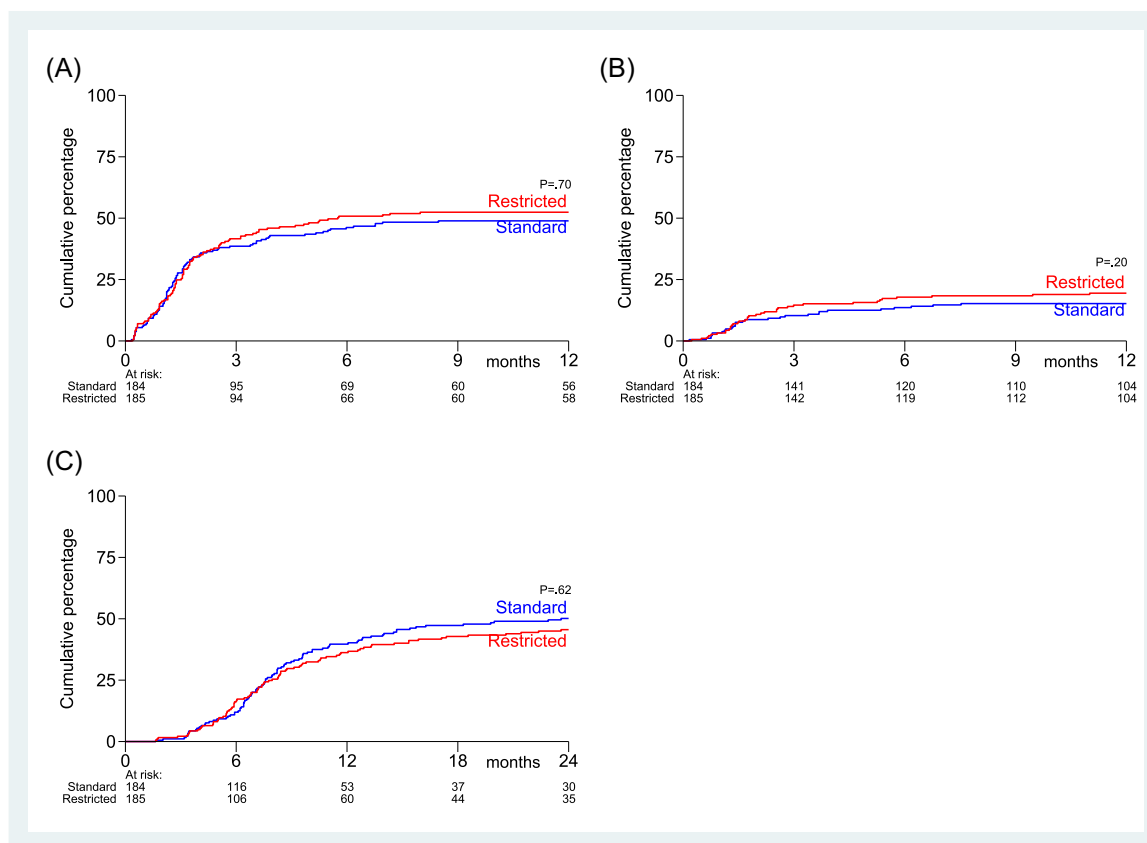 (A)
Cumulative percentage
100
75
50
25
0
P=.70
Restricted
Standard
0 3 6 9 months 12
At risk:
Standard 184 95 69 60 56
Restricted 185 94 66 60 58
(B)
Cumulative percentage
100
75
50
25
0
P=.20
Restricted
Standard
0 3 6 9 months 12
At risk:
Standard 184 141 120 110 104
Restricted 185 142 119 112 104
(C)
Cumulative percentage
100
75
50
25
0
P=.62
Standard
Restricted
0 6 12 18 months 24
At risk:
Standard 184 116 53 37 30
Restricted 185 106 60 44 35